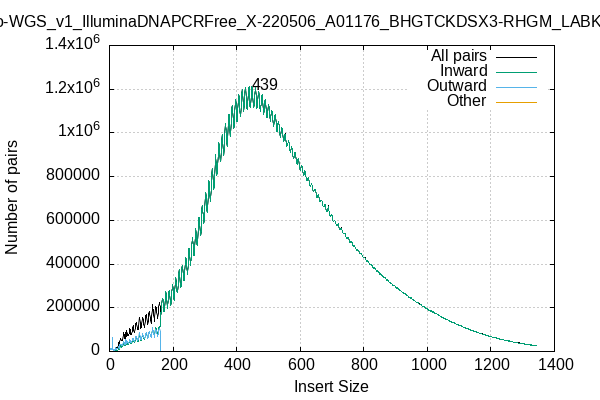 o-WGS_v1_IlluminaDNAPCRFree_X-220506_A01176_BHGTCKDSX3-RHGM_LABK
1.4x10^6
1.2x10^6
1x10^6
800000
600000
400000
200000
0
Number of pairs
439
All pairs
Inward
Outward
Other
0 200 400 600 800 1000 1200 1400
Insert Size